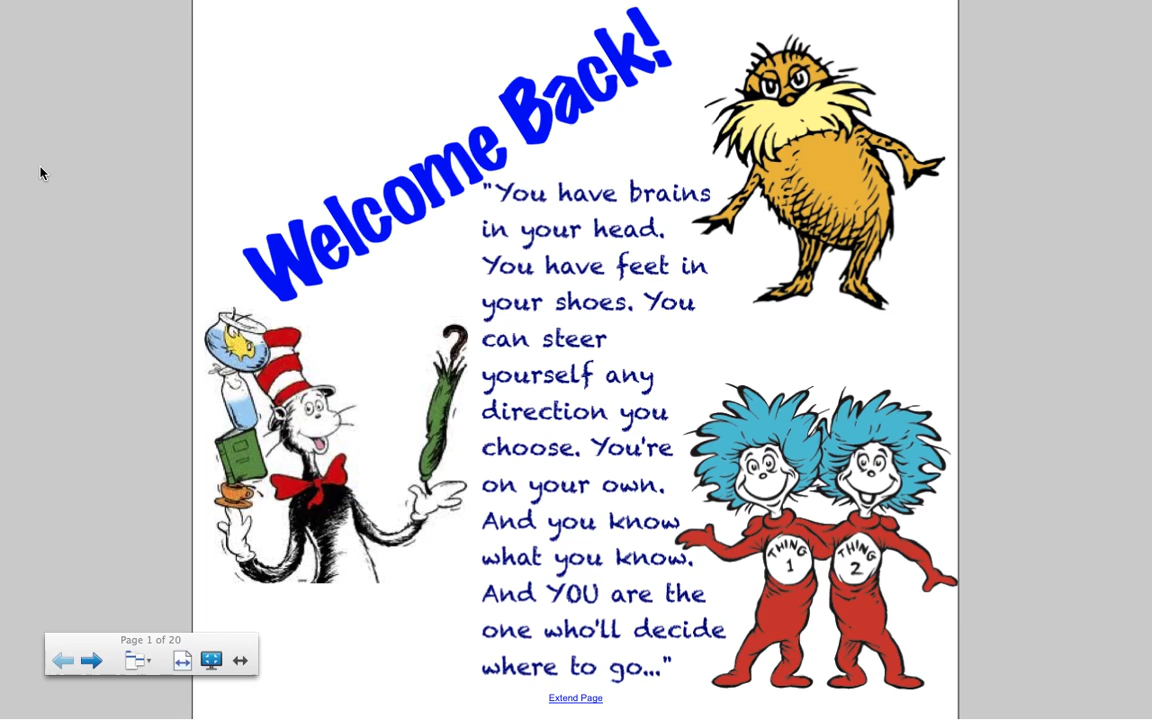 Welcome Back!
"You have brains
in your head.
You have feet in
your shoes. You
can steer
yourself any
direction you
choose. You're
on your own.
And you know
what you know.
And YOU are the
one who'll decide
where to go..."
THING
1
THING
2
Page 1 of 20
Extend Page